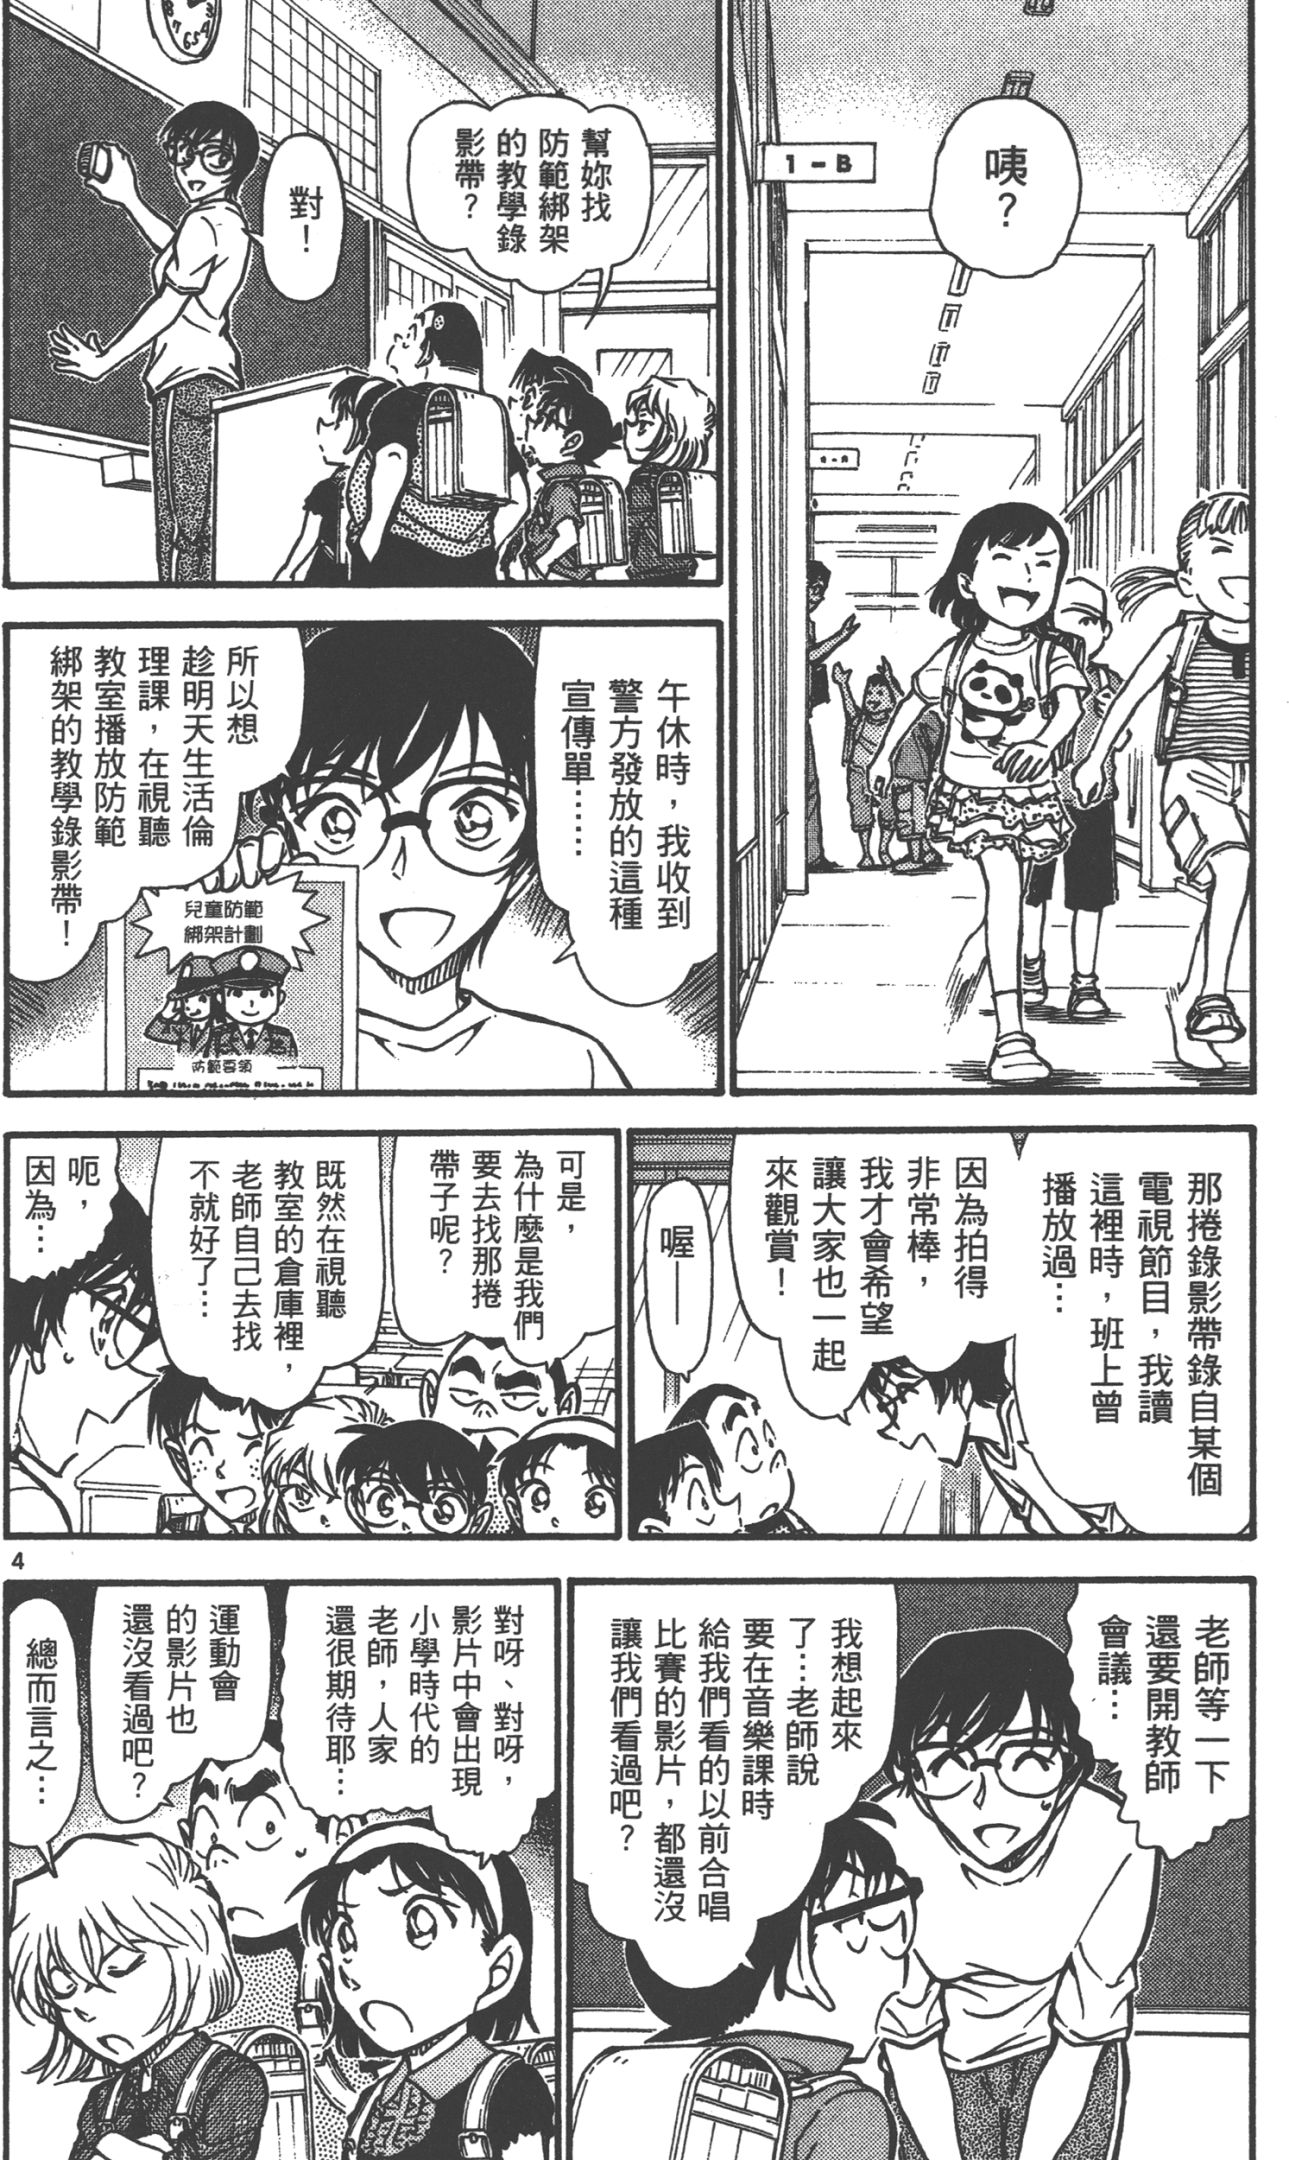 咦？
1-B
幫妳找
防範綁架
的教學錄
影帶？
對！
午休時，我收到
警方發放的這種
宣傳單……
所以想
趁明天生活倫
理課，在視聽
教室播放防範
綁架的教學錄影帶！
兒童防範
綁架計劃
防範要領
那捲錄影帶錄自某個
電視節目，我讀
這裡時，班上曾
播放過…
因為拍得
非常棒，
我才會希望
讓大家也一起
來觀賞！
喔——
可是，
為什麼是我們
要去找那捲
帶子呢？
既然在視聽
教室的倉庫裡，
老師自己去找
不就好了…
呃，
因為…
4
老師等一下
還要開教師
會議…
我想起來
了…老師說
要在音樂課時
給我們看的以前合唱
比賽的影片，都還沒
讓我們看過吧？
對呀、對呀，
影片中會出現
小學時代的
老師，人家
還很期待耶…
運動會
的影片也
還沒看過吧？
總而言之…